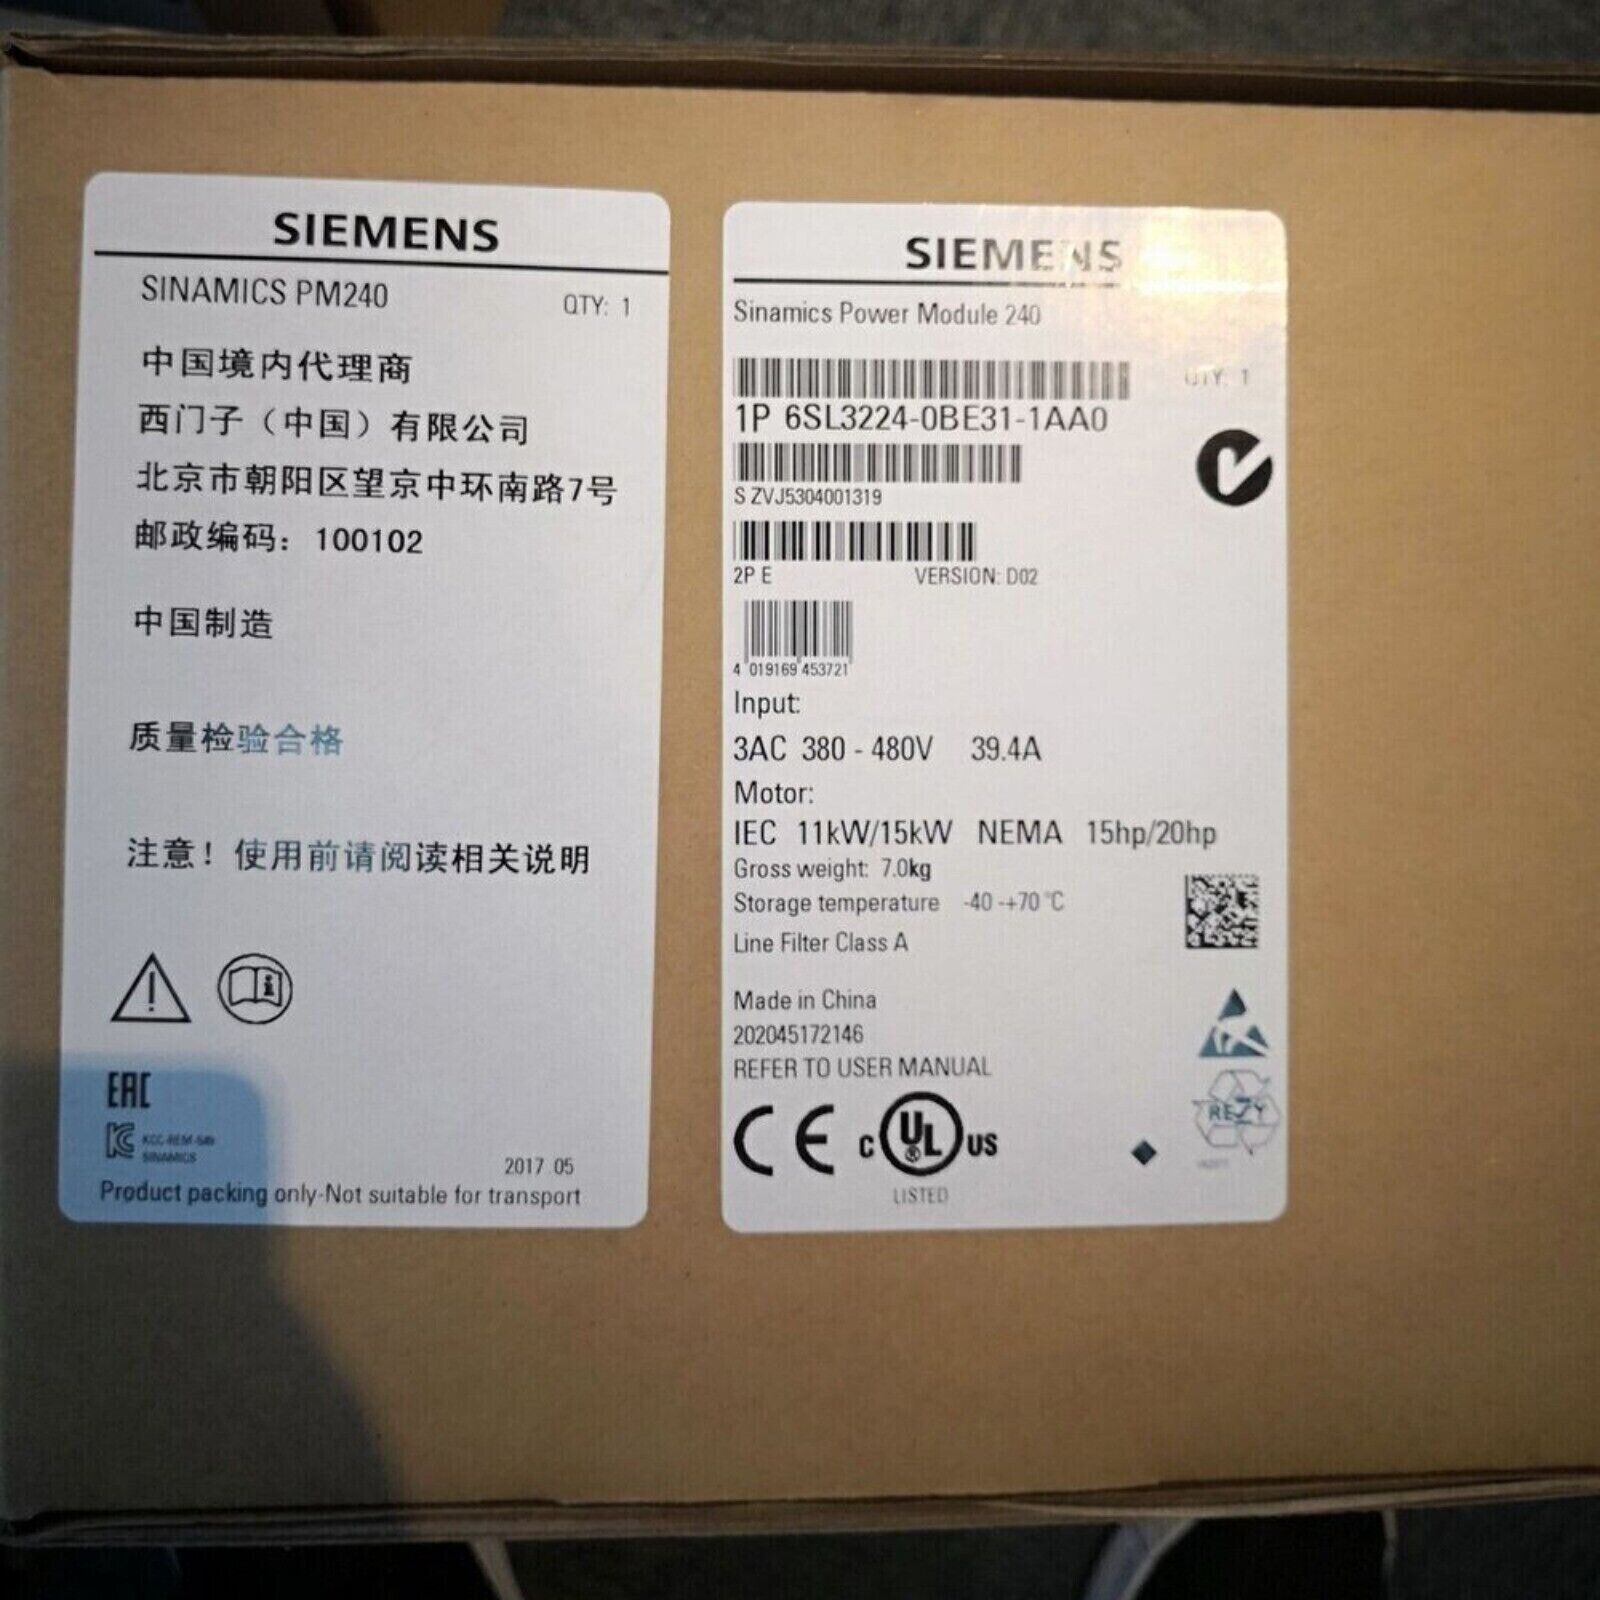 SIEMENS
SINAMICS PM240 QTY: 1
中国境内代理商
西门子（中国）有限公司
北京市朝阳区望京中环南路7号
邮政编码：100102
中国制造
质量检验合格
注意！使用前请阅读相关说明
EAC
KCC-REM-S49
SINAMICS
2017 05
Product packing only-Not suitable for transport
SIEMENS
Sinamics Power Module 240
QTY: 1
1P 6SL3224-0BE31-1AA0
S ZVJ5304001319
2P E VERSION: D02
4 019169 453721
Input:
3AC 380 - 480V 39.4A
Motor:
IEC 11kW/15kW NEMA 15hp/20hp
Gross weight: 7.0kg
Storage temperature -40 -+70 °C
Line Filter Class A
Made in China
202045172146
REFER TO USER MANUAL
CE C UL ® US
LISTED
REZY